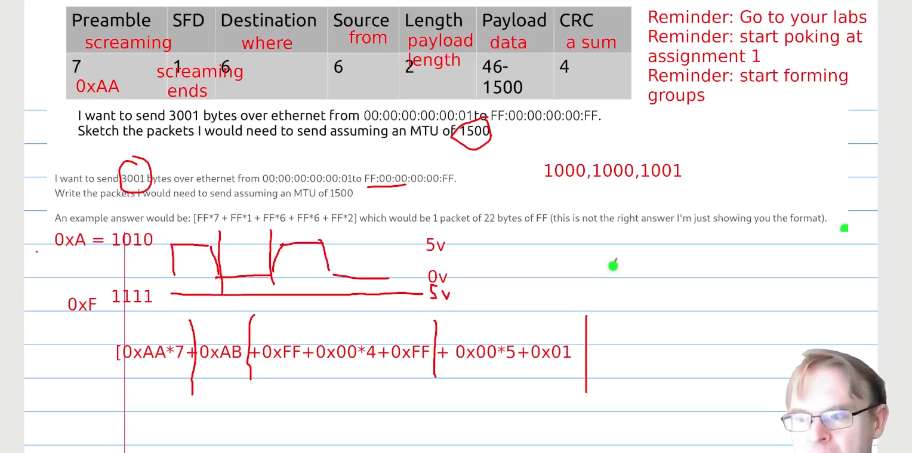 Preamble SFD Destination Source Length Payload CRC
screaming where from payload length data a sum
7 1 6 6 2 46-1500 4
0xAA screaming ends
Reminder: Go to your labs
Reminder: start poking at
assignment 1
Reminder: start forming
groups
I want to send 3001 bytes over ethernet from 00:00:00:00:00:01to FF:00:00:00:00:FF.
Sketch the packets I would need to send assuming an MTU of 1500
1000,1000,1001
I want to send 3001 bytes over ethernet from 00:00:00:00:00:01to FF:00:00:00:00:FF.
Write the packets I would need to send assuming an MTU of 1500
An example answer would be: [FF*7 + FF*1 + FF*6 + FF*6 + FF*2] which would be 1 packet of 22 bytes of FF (this is not the right answer I'm just showing you the format).
0xA = 1010 5v
0v
0xF 1111 5v
[0xAA*7+0xAB +0xFF+0x00*4+0xFF + 0x00*5+0x01